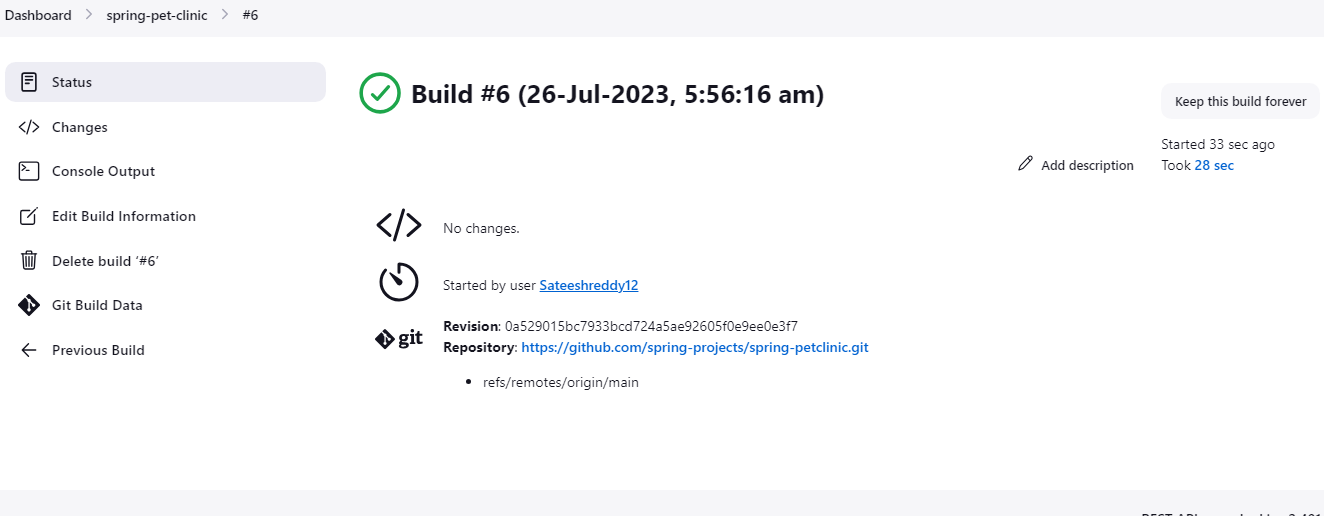 Dashboard spring-pet-clinic #6
Status
Changes
Console Output
Edit Build Information
Delete build ‘#6’
Git Build Data
Previous Build
Build #6 (26-Jul-2023, 5:56:16 am)
Keep this build forever
Started 33 sec ago
Took 28 sec
Add description
No changes.
Started by user Sateeshreddy12
git
Revision: 0a529015bc7933bcd724a5ae92605f0e9ee0e3f7
Repository: https://github.com/spring-projects/spring-petclinic.git
refs/remotes/origin/main